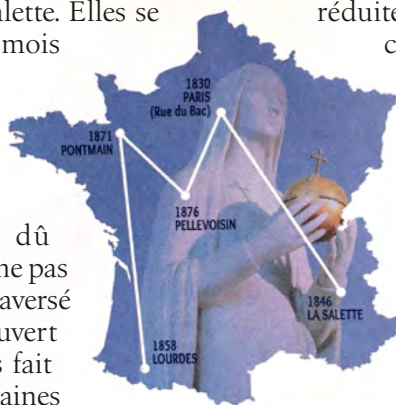 lette. Elles se
mois
réduite
c
1830
PARIS
(Rue du Bac)
1871
PONTMAIN
1876
PELLEVOISIN
1846
LA SALETTE
1858
LOURDES
dû
ne pas
aversé
uvert
s fait
aines